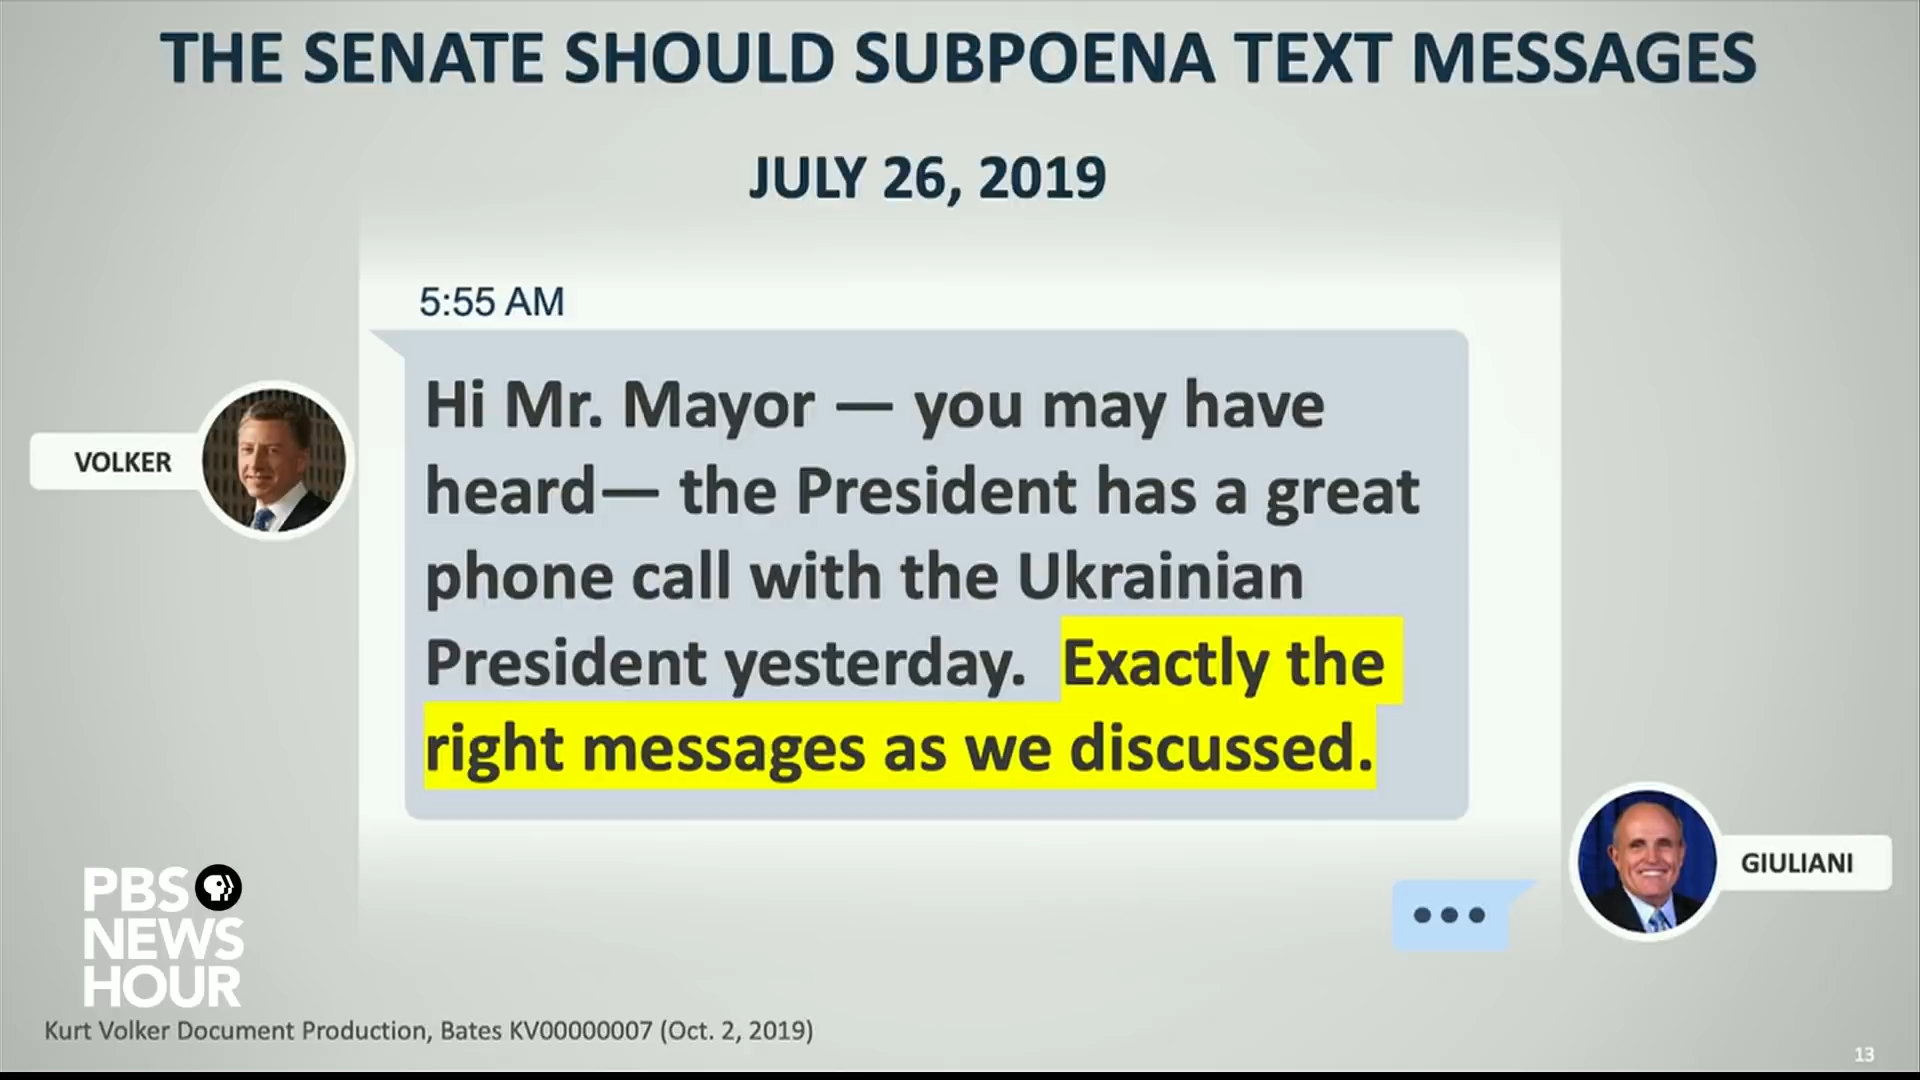 THE SENATE SHOULD SUBPOENA TEXT MESSAGES
JULY 26, 2019
5:55 AM
Hi Mr. Mayor — you may have
heard— the President has a great
phone call with the Ukrainian
President yesterday.  Exactly the
right messages as we discussed.
VOLKER
GIULIANI
PBS
NEWS
HOUR
Kurt Volker Document Production, Bates KV00000007 (Oct. 2, 2019)
13